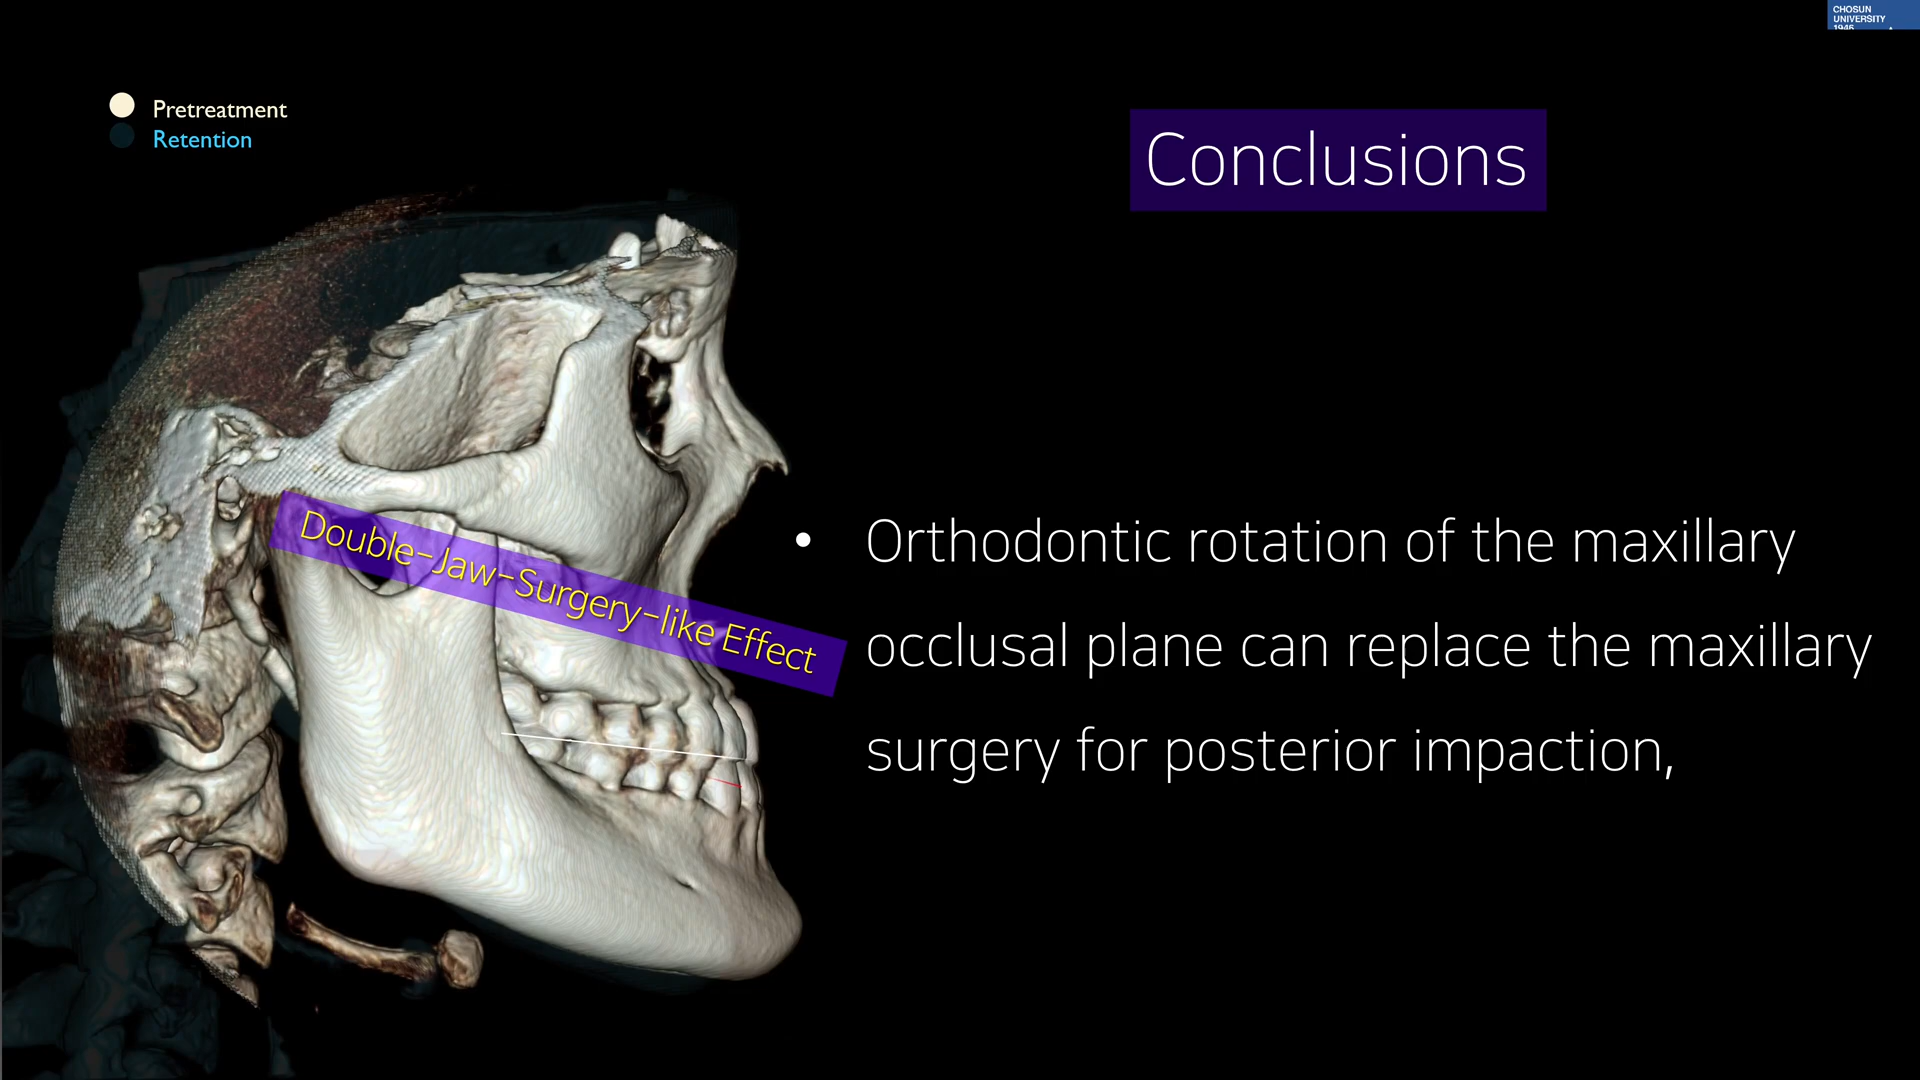 CHOSUN
UNIVERSITY
1946
Pretreatment
Retention
Conclusions
Double-Jaw-Surgery-like Effect
• Orthodontic rotation of the maxillary
occlusal plane can replace the maxillary
surgery for posterior impaction,